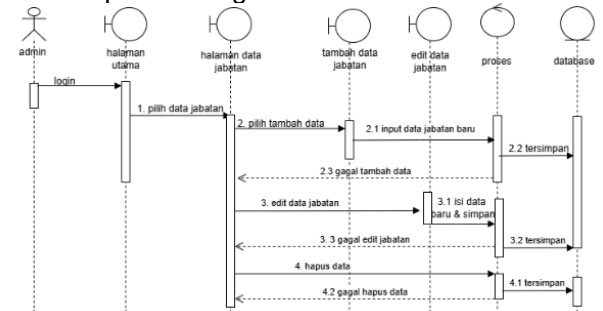 admin
halaman
utama
halaman data
jabatan
tambah data
jabatan
edit data
jabatan
proses
database
login
1. pilih data jabatan
2. pilih tambah data
2.1 input data jabatan baru
2.2 tersimpan
2.3 gagal tambah data
3. edit data jabatan
3.1 isi data
baru & simpan
3. 3 gagal edit jabatan
3.2 tersimpan
4. hapus data
4.1 tersimpan
4.2 gagal hapus data